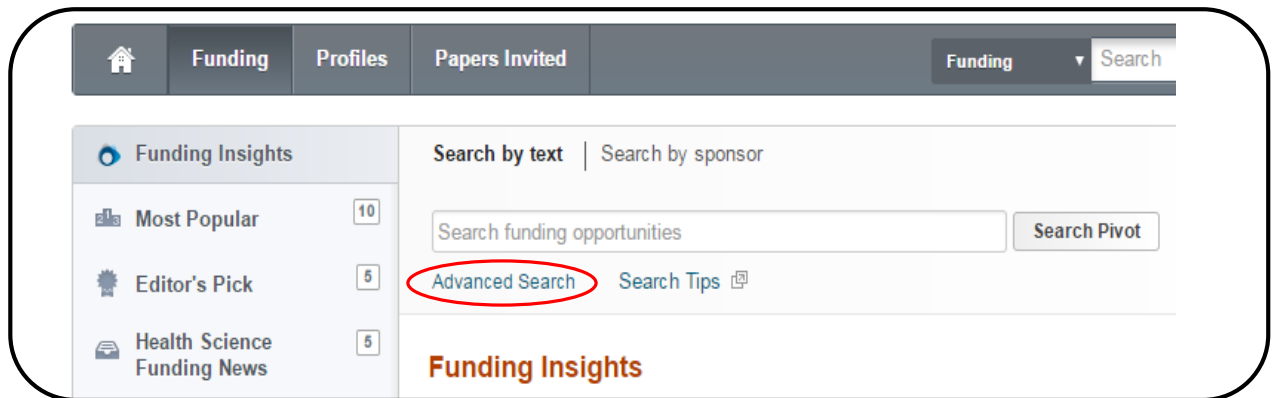 Funding Profiles Papers Invited Funding Search
Funding Insights
Most Popular 10
Editor's Pick 5
Health Science 5
Funding News
Search by text Search by sponsor
Search funding opportunities Search Pivot
Advanced Search Search Tips
Funding Insights